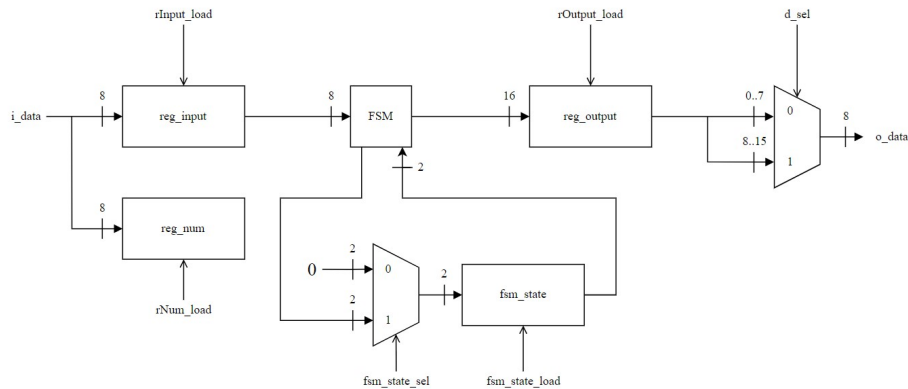 rInput_load
rOutput_load
d_sel
i_data
8
reg_input
8
FSM
16
reg_output
0..7
0
8
o_data
8..15
1
2
8
reg_num
rNum_load
0
2
0
2
1
2
fsm_state
fsm_state_sel
fsm_state_load